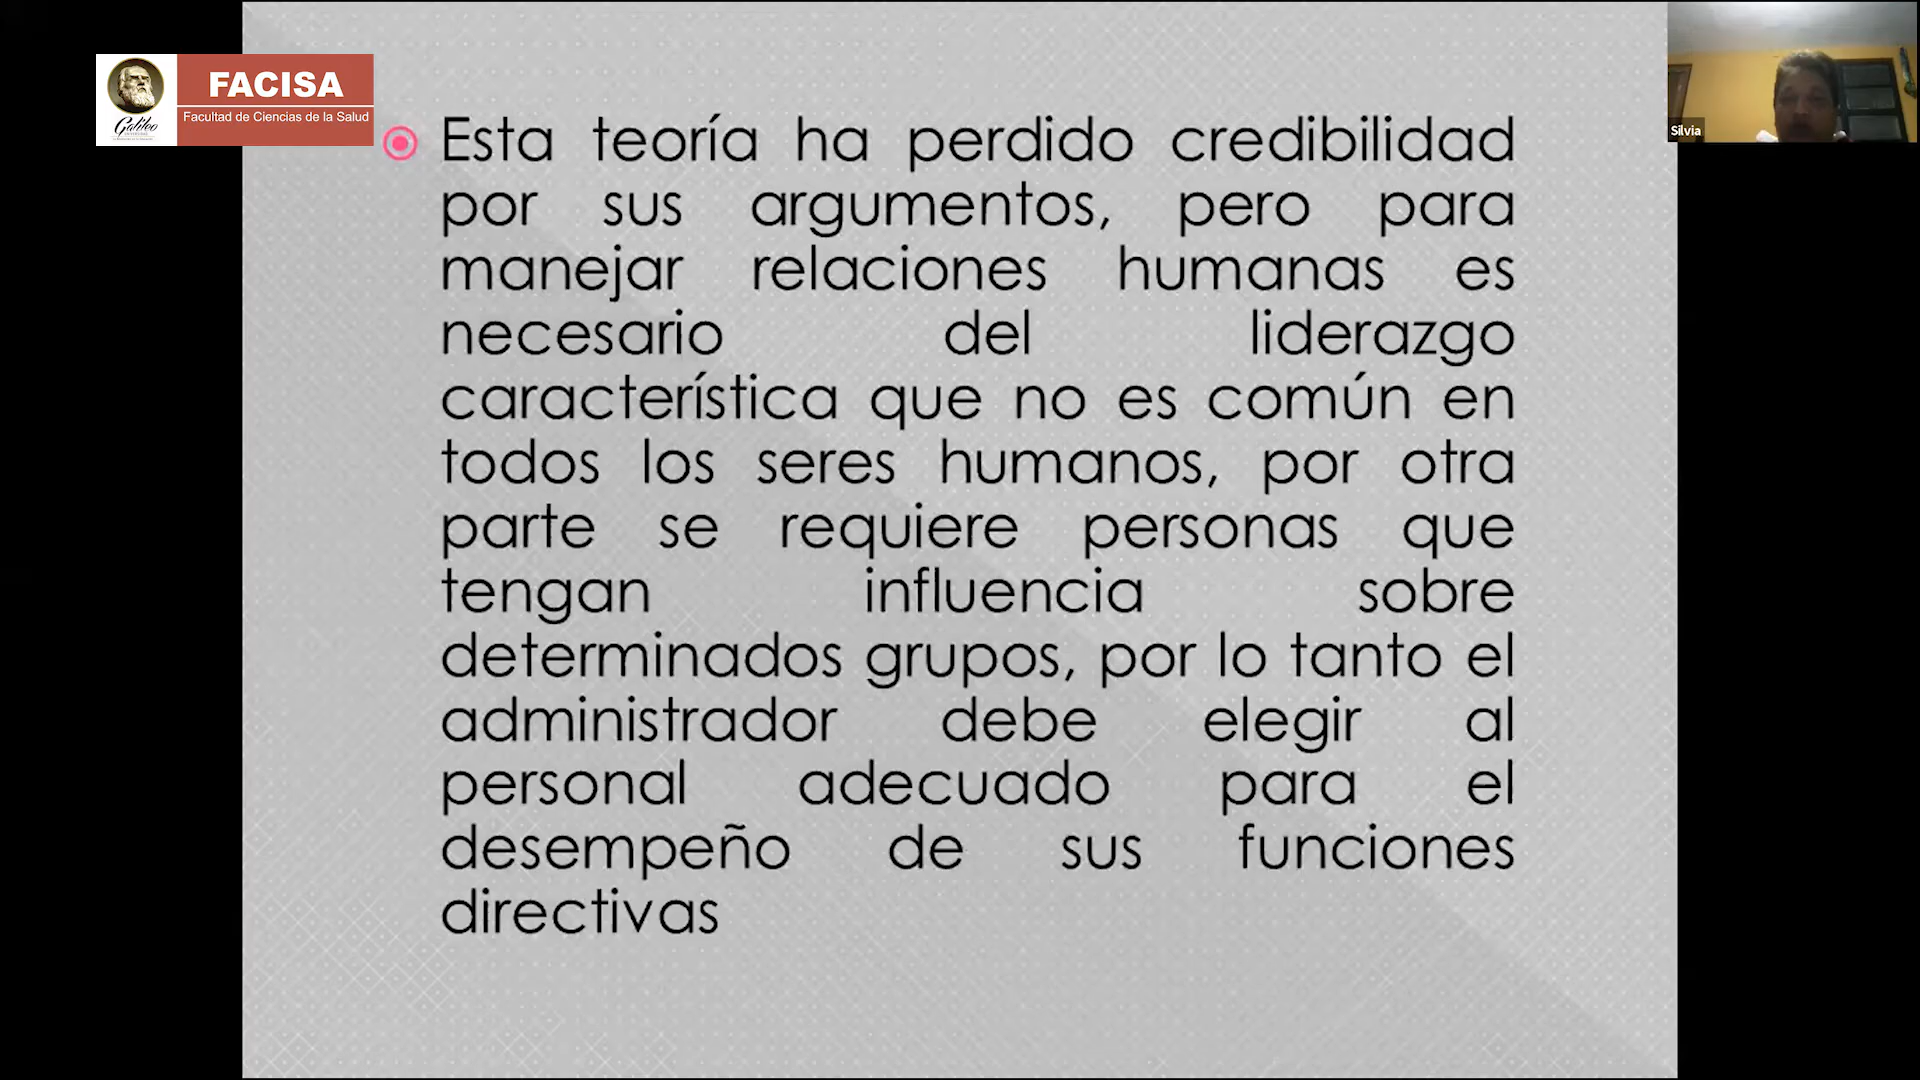 FACISA
Facultad de Ciencias de la Salud
Galileo
Silvia
Esta teoría ha perdido credibilidad
por sus argumentos, pero para
manejar relaciones humanas es
necesario del liderazgo
característica que no es común en
todos los seres humanos, por otra
parte se requiere personas que
tengan influencia sobre
determinados grupos, por lo tanto el
administrador debe elegir al
personal adecuado para el
desempeño de sus funciones
directivas